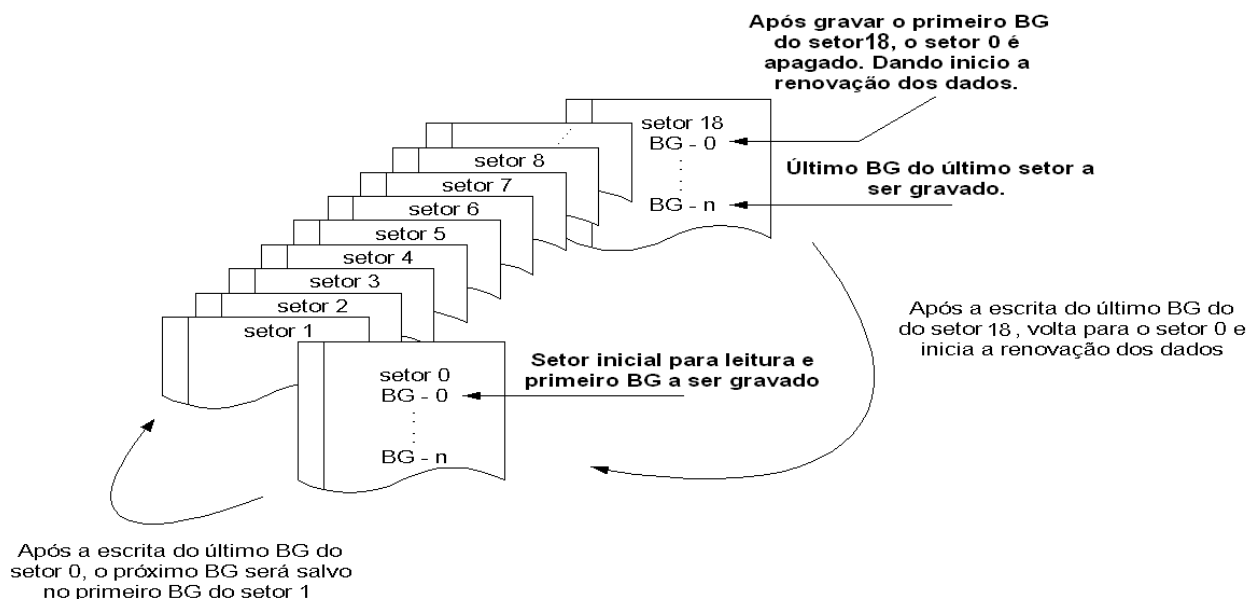 Após gravar o primeiro BG
do setor18, o setor 0 é
apagado. Dando inicio a
renovação dos dados.
setor 18
BG - 0
BG - n
Último BG do último setor a
ser gravado.
setor 8
setor 7
setor 6
setor 5
setor 4
setor 3
setor 2
setor 1
Após a escrita do último BG do
do setor 18, volta para o setor 0 e
inicia a renovação dos dados
Setor inicial para leitura e
primeiro BG a ser gravado
setor 0
BG - 0
BG - n
Após a escrita do último BG do
setor 0, o próximo BG será salvo
no primeiro BG do setor 1